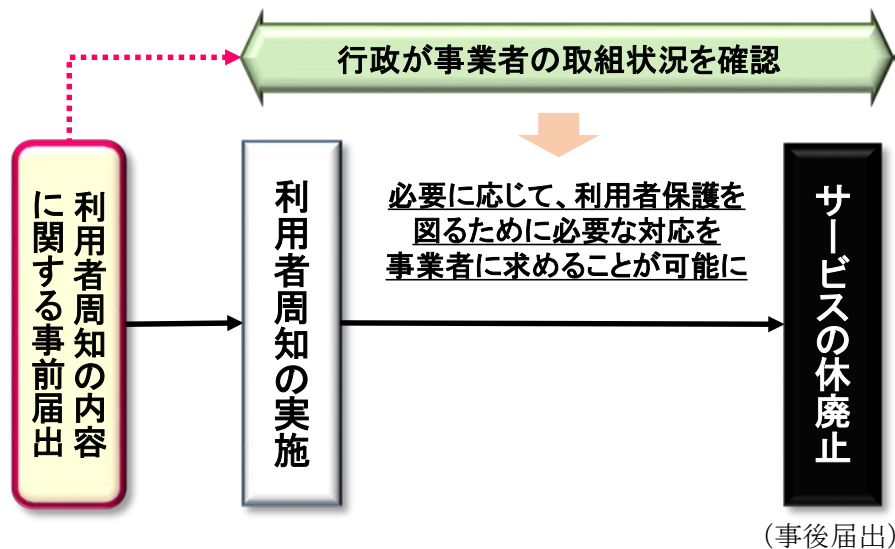 行政が事業者の取組状況を確認
利用者周知の内容
に関する事前届出
利用者周知の実施
必要に応じて、利用者保護を
図るために必要な対応を
事業者に求めることが可能に
サービスの休廃止
（事後届出）